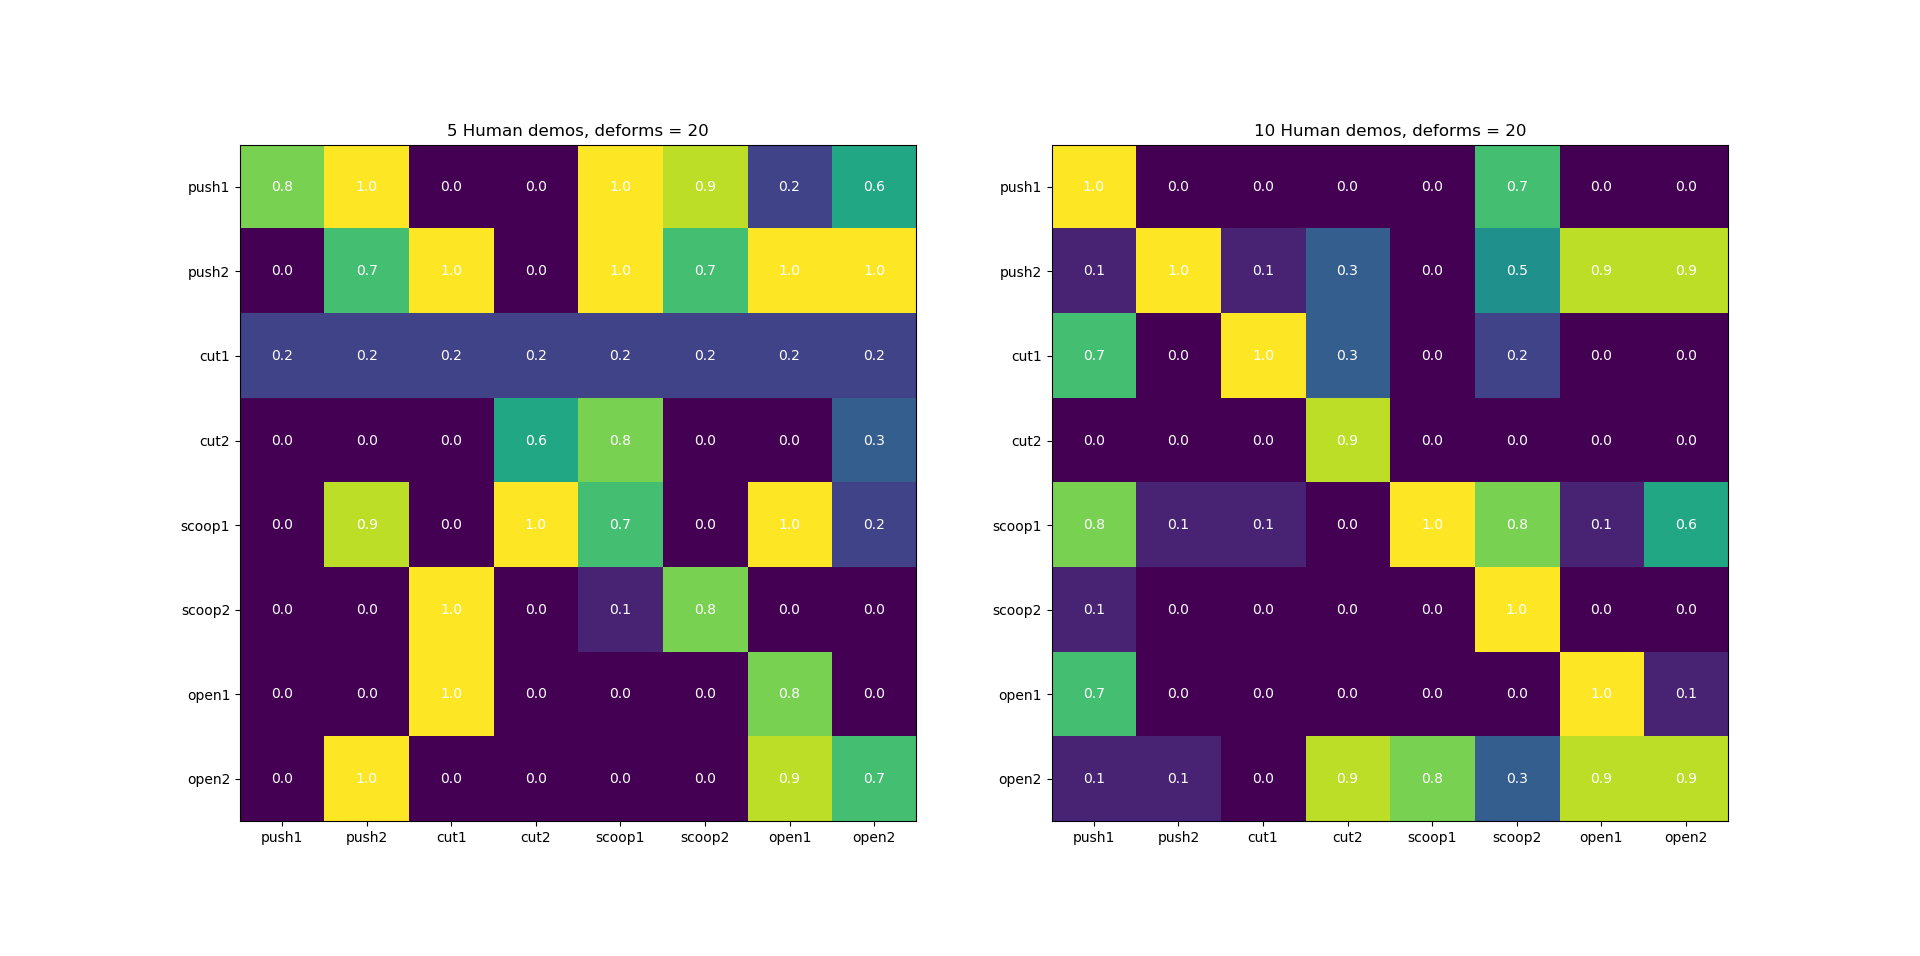 5 Human demos, deforms = 20
push1 0.8 1.0 0.0 0.0 1.0 0.9 0.2 0.6
push2 0.0 0.7 1.0 0.0 1.0 0.7 1.0 1.0
cut1 0.2 0.2 0.2 0.2 0.2 0.2 0.2 0.2
cut2 0.0 0.0 0.0 0.6 0.8 0.0 0.0 0.3
scoop1 0.0 0.9 0.0 1.0 0.7 0.0 1.0 0.2
scoop2 0.0 0.0 1.0 0.0 0.1 0.8 0.0 0.0
open1 0.0 0.0 1.0 0.0 0.0 0.0 0.8 0.0
open2 0.0 1.0 0.0 0.0 0.0 0.0 0.9 0.7
push1 push2 cut1 cut2 scoop1 scoop2 open1 open2
10 Human demos, deforms = 20
push1 1.0 0.0 0.0 0.0 0.0 0.7 0.0 0.0
push2 0.1 1.0 0.1 0.3 0.0 0.5 0.9 0.9
cut1 0.7 0.0 1.0 0.3 0.0 0.2 0.0 0.0
cut2 0.0 0.0 0.0 0.9 0.0 0.0 0.0 0.0
scoop1 0.8 0.1 0.1 0.0 1.0 0.8 0.1 0.6
scoop2 0.1 0.0 0.0 0.0 0.0 1.0 0.0 0.0
open1 0.7 0.0 0.0 0.0 0.0 0.0 1.0 0.1
open2 0.1 0.1 0.0 0.9 0.8 0.3 0.9 0.9
push1 push2 cut1 cut2 scoop1 scoop2 open1 open2